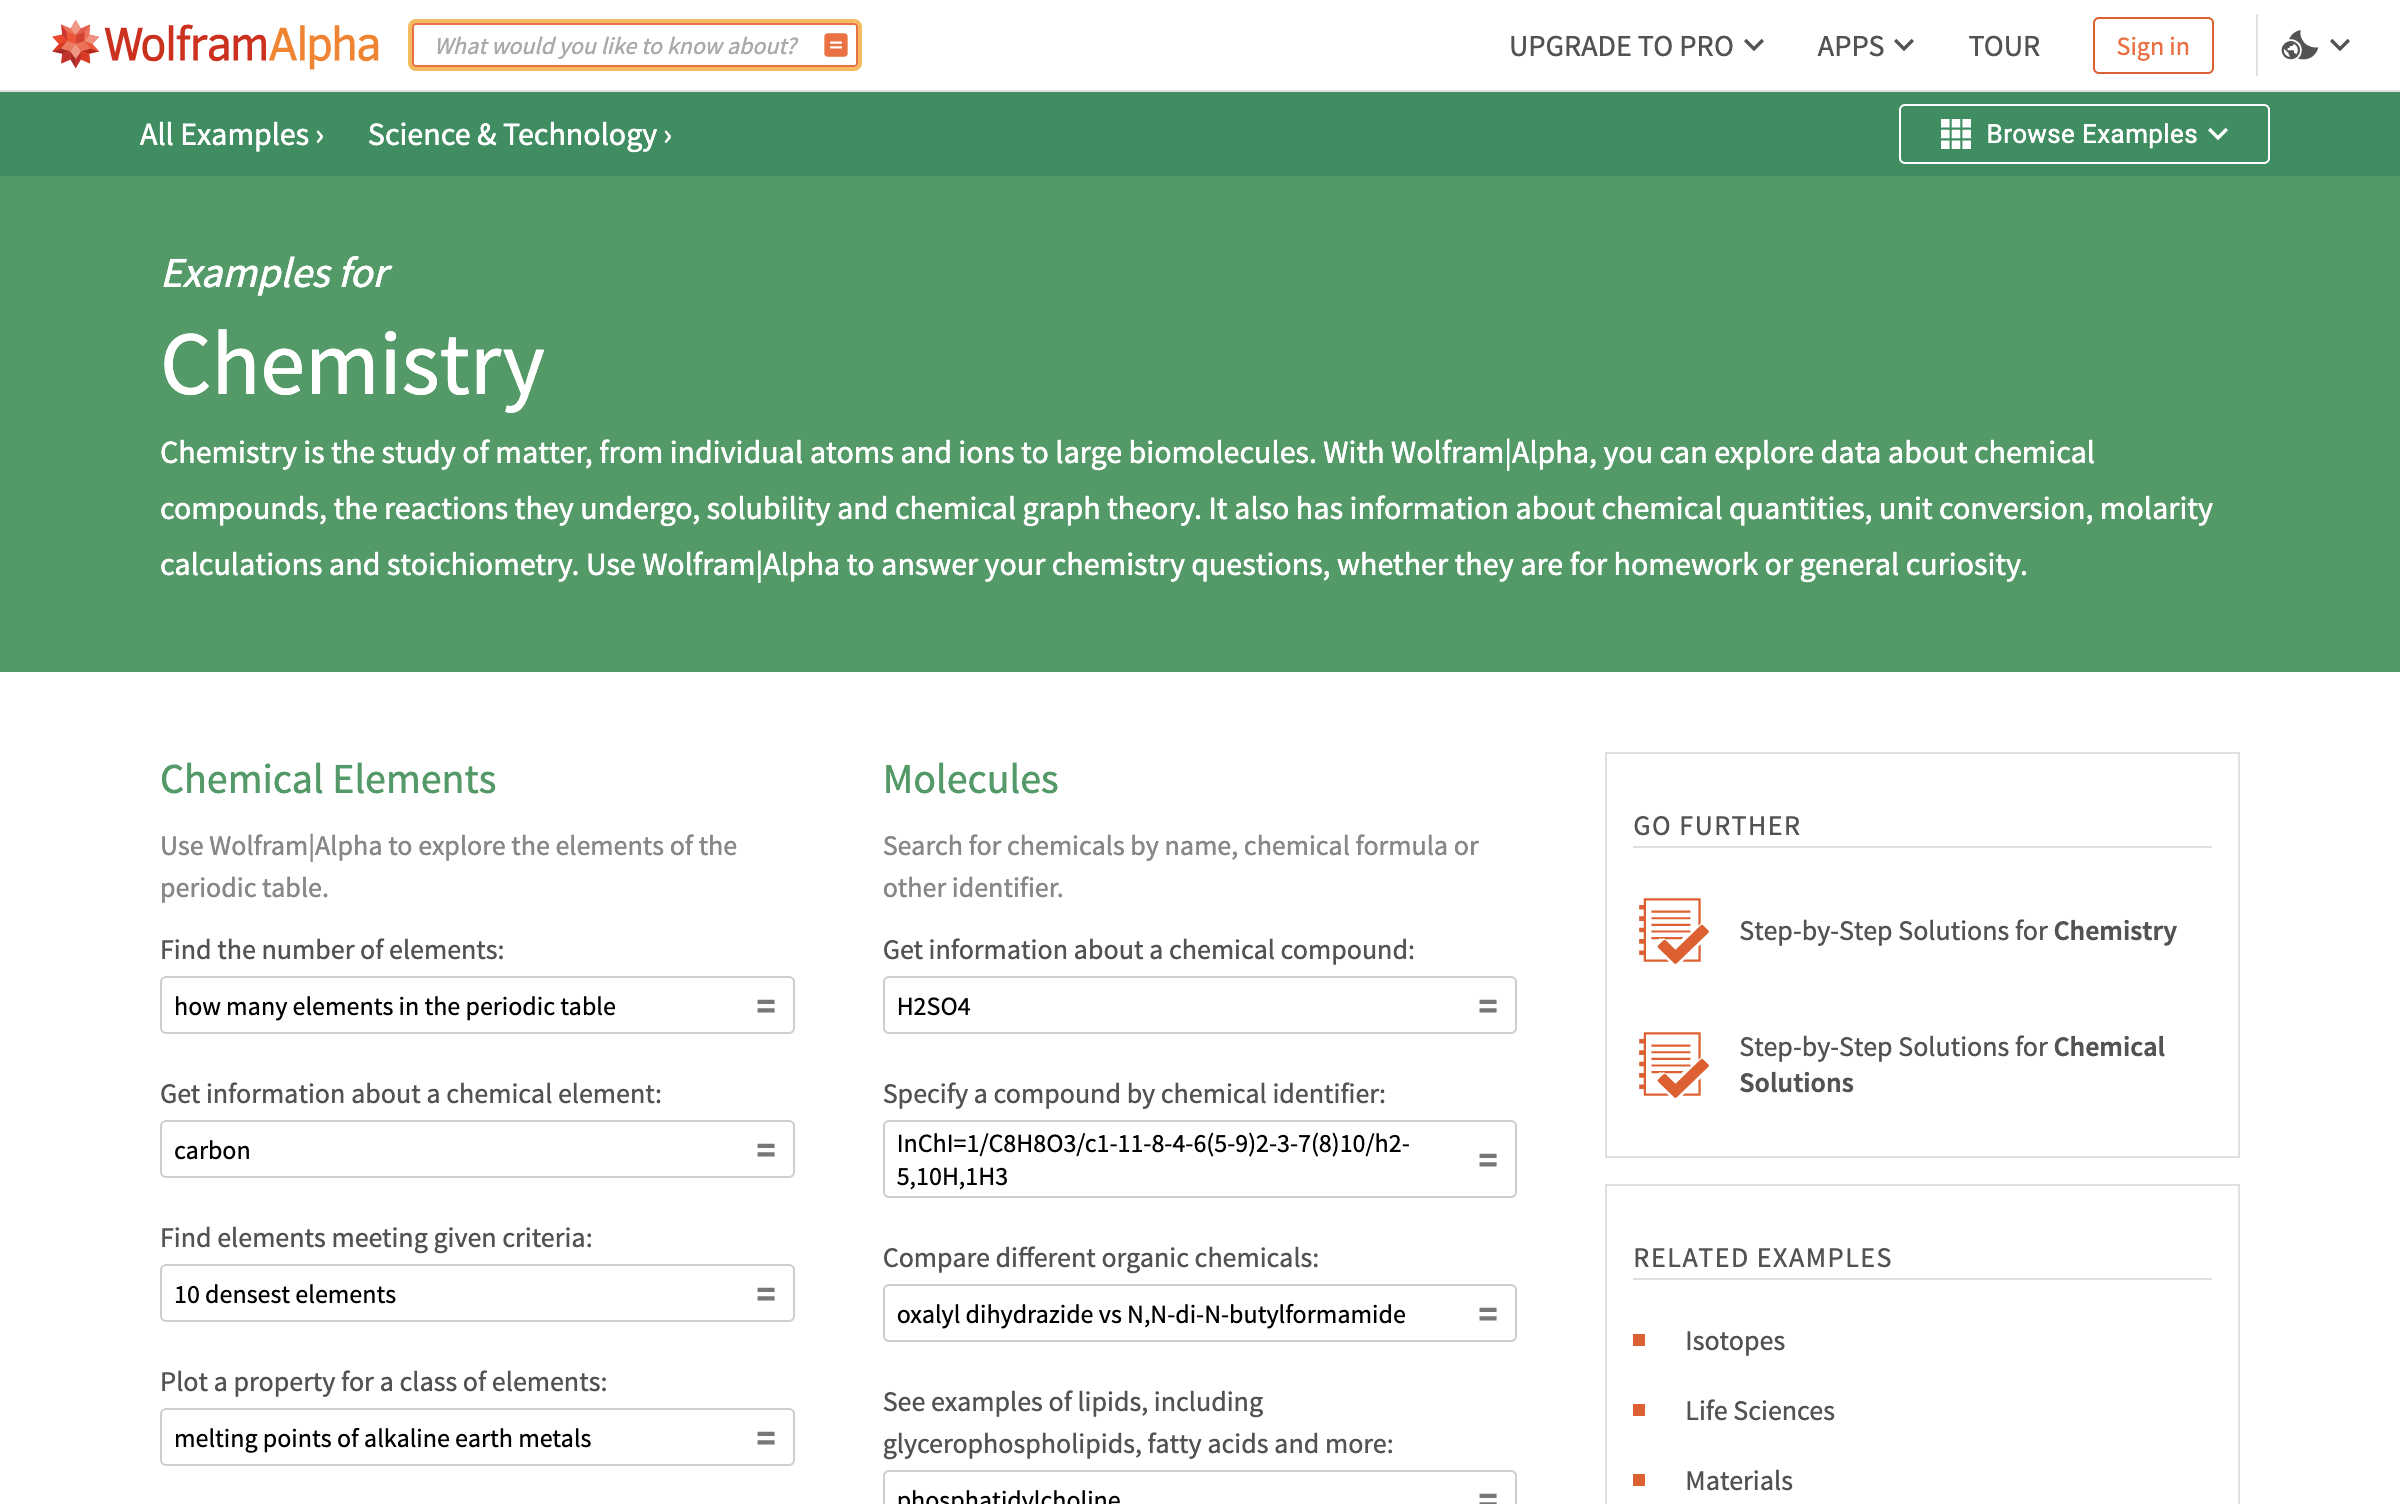 WolframAlpha
What would you like to know about?
UPGRADE TO PRO
APPS
TOUR
Sign in
All Examples ›
Science & Technology ›
Browse Examples
Examples for
Chemistry
Chemistry is the study of matter, from individual atoms and ions to large biomolecules. With Wolfram|Alpha, you can explore data about chemical
compounds, the reactions they undergo, solubility and chemical graph theory. It also has information about chemical quantities, unit conversion, molarity
calculations and stoichiometry. Use Wolfram|Alpha to answer your chemistry questions, whether they are for homework or general curiosity.
Chemical Elements
Use Wolfram|Alpha to explore the elements of the
periodic table.
Find the number of elements:
how many elements in the periodic table
Get information about a chemical element:
carbon
Find elements meeting given criteria:
10 densest elements
Plot a property for a class of elements:
melting points of alkaline earth metals
Molecules
Search for chemicals by name, chemical formula or
other identifier.
Get information about a chemical compound:
H2SO4
Specify a compound by chemical identifier:
InChI=1/C8H8O3/c1-11-8-4-6(5-9)2-3-7(8)10/h2-
5,10H,1H3
Compare different organic chemicals:
oxalyl dihydrazide vs N,N-di-N-butylformamide
See examples of lipids, including
glycerophospholipids, fatty acids and more:
phosphatidylcholine
GO FURTHER
Step-by-Step Solutions for Chemistry
Step-by-Step Solutions for Chemical
Solutions
RELATED EXAMPLES
Isotopes
Life Sciences
Materials